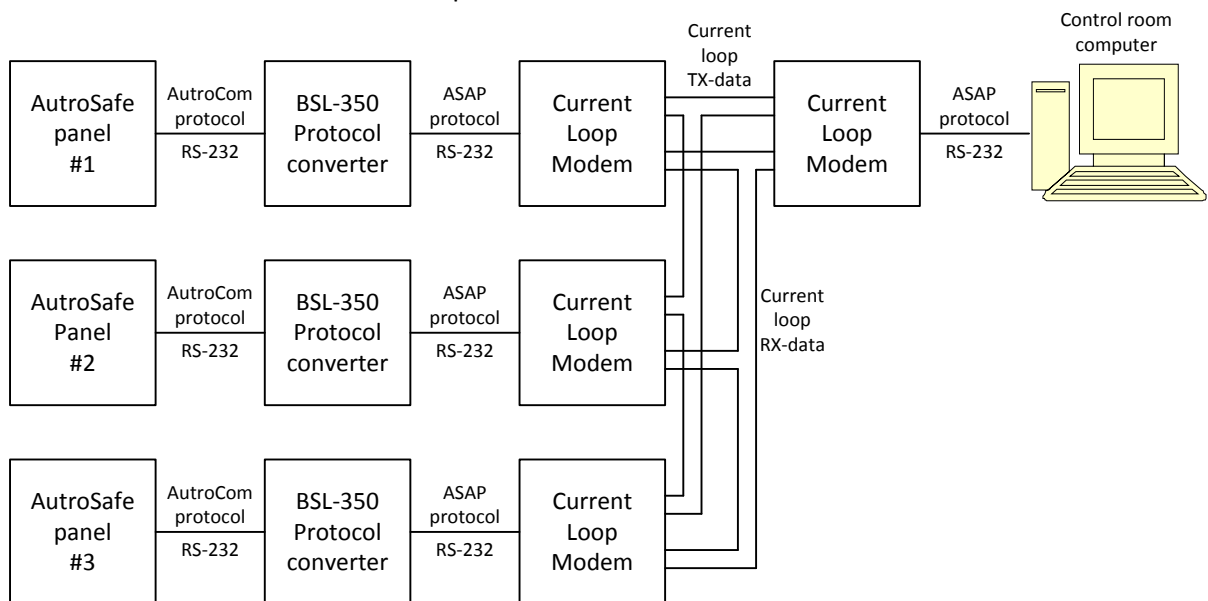 Control room
computer
Current
loop
TX-data
AutroSafe
panel
#1
AutroCom
protocol
RS-232
BSL-350
Protocol
converter
ASAP
protocol
RS-232
Current
Loop
Modem
Current
Loop
Modem
ASAP
protocol
RS-232
AutroSafe
Panel
#2
AutroCom
protocol
RS-232
BSL-350
Protocol
converter
ASAP
protocol
RS-232
Current
Loop
Modem
Current
loop
RX-data
AutroSafe
panel
#3
AutroCom
protocol
RS-232
BSL-350
Protocol
converter
ASAP
protocol
RS-232
Current
Loop
Modem